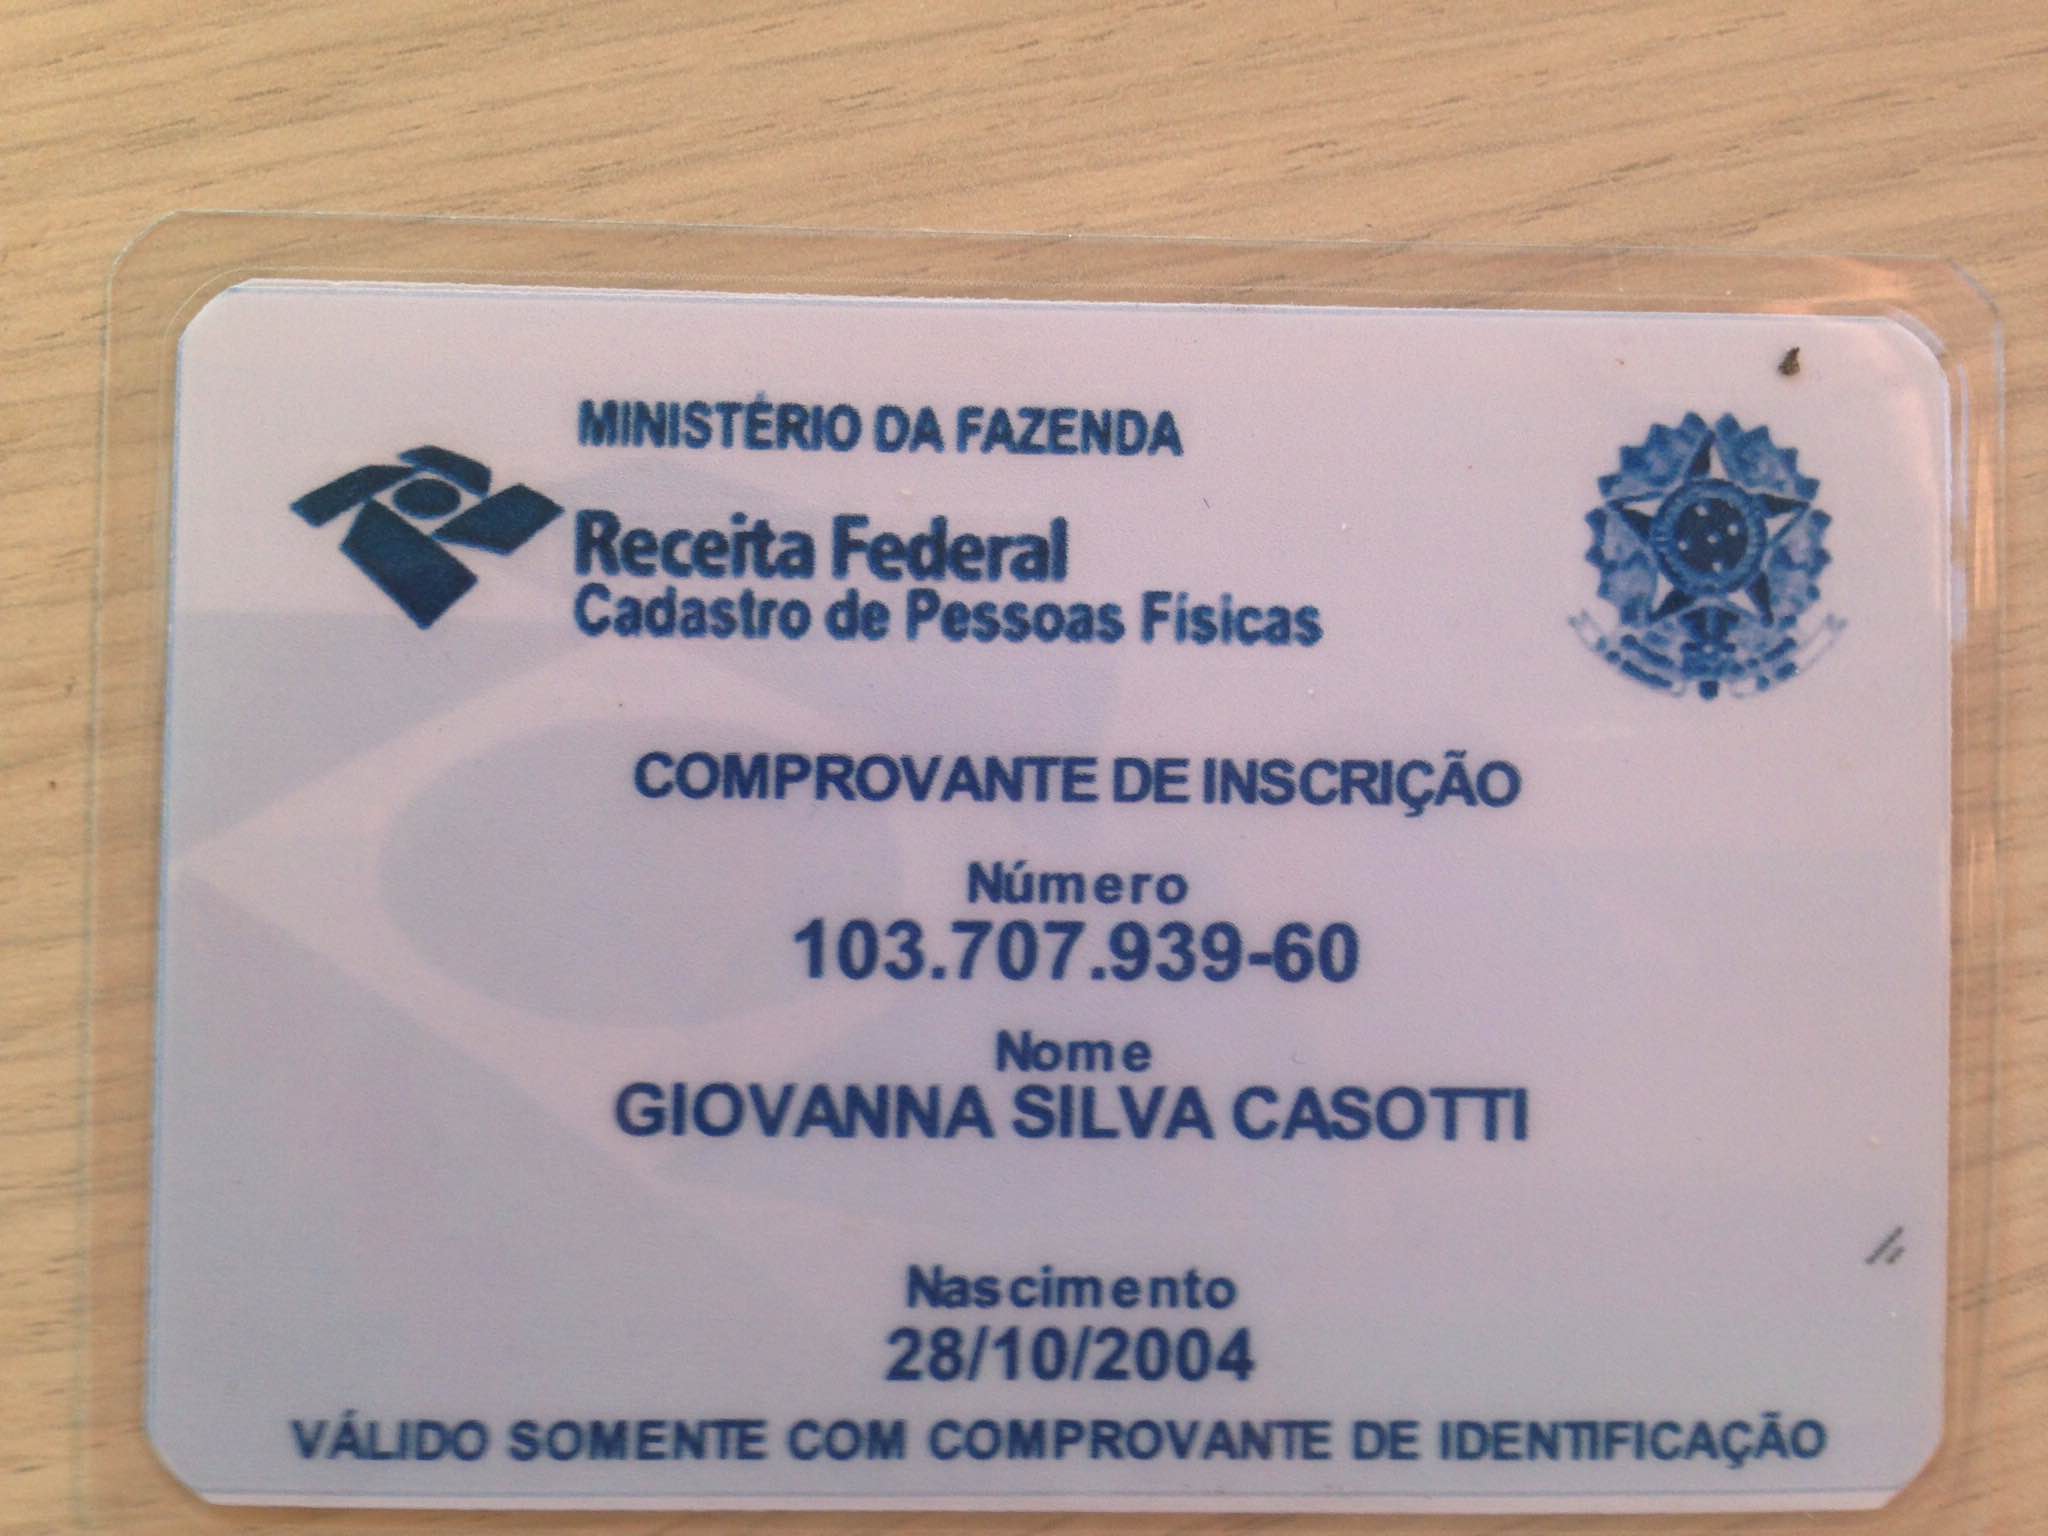 MINISTÉRIO DA FAZENDA
Receita Federal
Cadastro de Pessoas Físicas
COMPROVANTE DE INSCRIÇÃO
Número
103.707.939-60
Nome
GIOVANNA SILVA CASOTTI
Nascimento
28/10/2004
VÁLIDO SOMENTE COM COMPROVANTE DE IDENTIFICAÇÃO